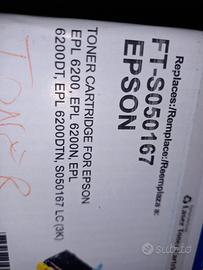 Replaces:/Remplace:/Reemplaza a:
FT-S050167
EPSON
TONER CARTRIDGE FOR EPSON
EPL 6200, EPL 6200N, EPL
6200DT, EPL 6200DTN, S050167 LC (3K)
TONER
subito